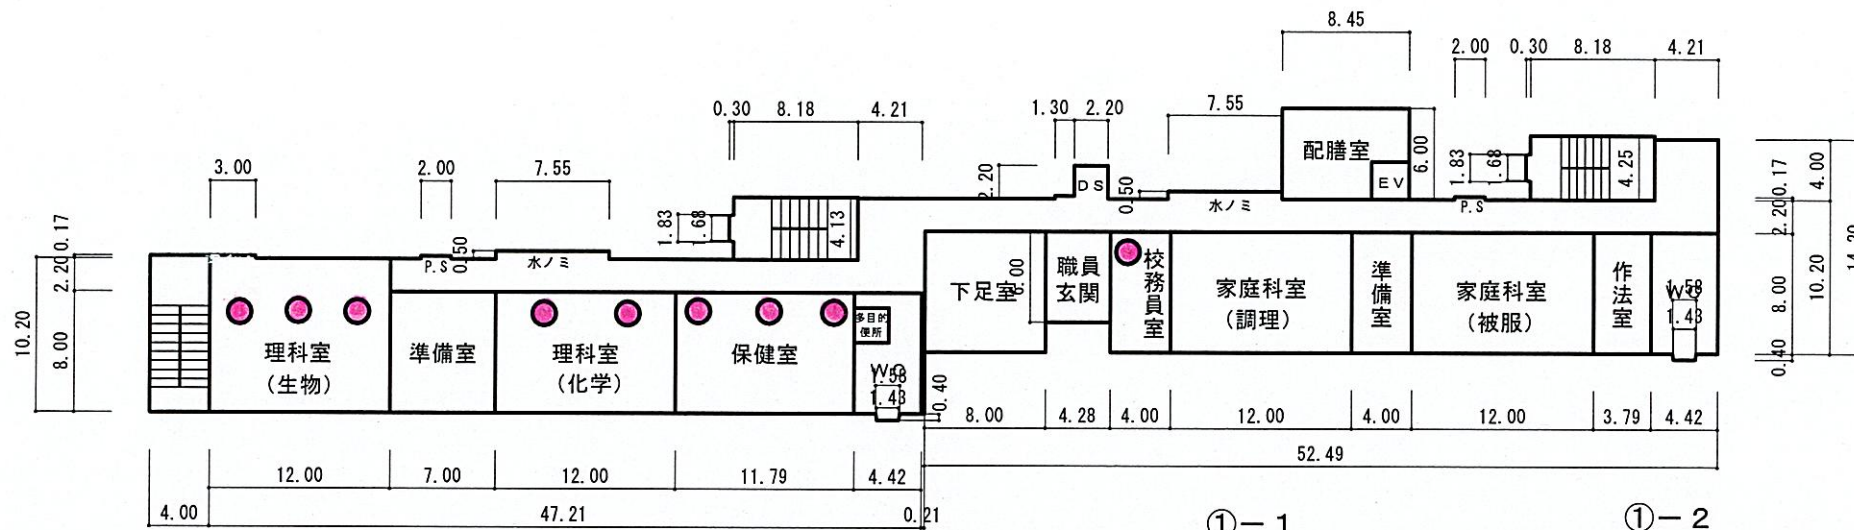 8.45
2.00 0.30 8.18 4.21
0.30 8.18 4.21 1.30 2.20 7.55
3.00 2.00 7.55
配膳室 6.00
EV
1.83 1.68 4.25
2.20 DS 0.50 水ノミ P.S
0.17 4.00
2.20
8.00 10.20 14.20
0.40
1.83 1.68 4.13
0.17
2.20
10.20 8.00
P.S 0.50 水ノミ
下足室
職員
玄関
校務員室
家庭科室
(調理)
準備室
家庭科室
(被服)
作法室
WC
1.58
1.43
理科室
(生物)
準備室
理科室
(化学)
保健室
多目的
便所
WC
1.58
1.43
0.40
8.00 4.28 4.00 12.00 4.00 12.00 3.79 4.42
52.49
12.00 7.00 12.00 11.79 4.42
4.00 47.21 0.21
①-1 ①-2